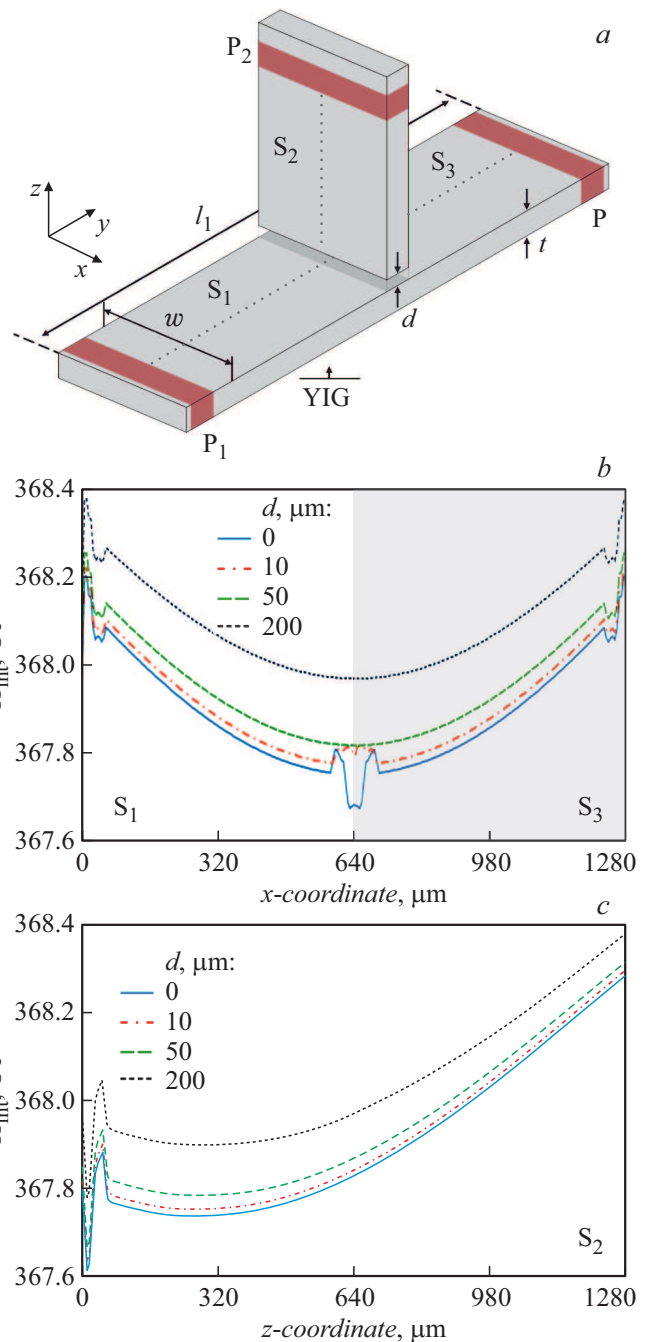 a
P2
S2
S3
z
y
x
l1
S1
w
P
t
d
YIG
P1
b
368.4
d, μm:
0
10
50
200
368.2
368.0
367.8
367.6
S1
S3
0 320 640 980 1280
x-coordinate, μm
c
368.4
d, μm:
0
10
50
200
368.2
368.0
367.8
367.6
S2
0 320 640 980 1280
z-coordinate, μm